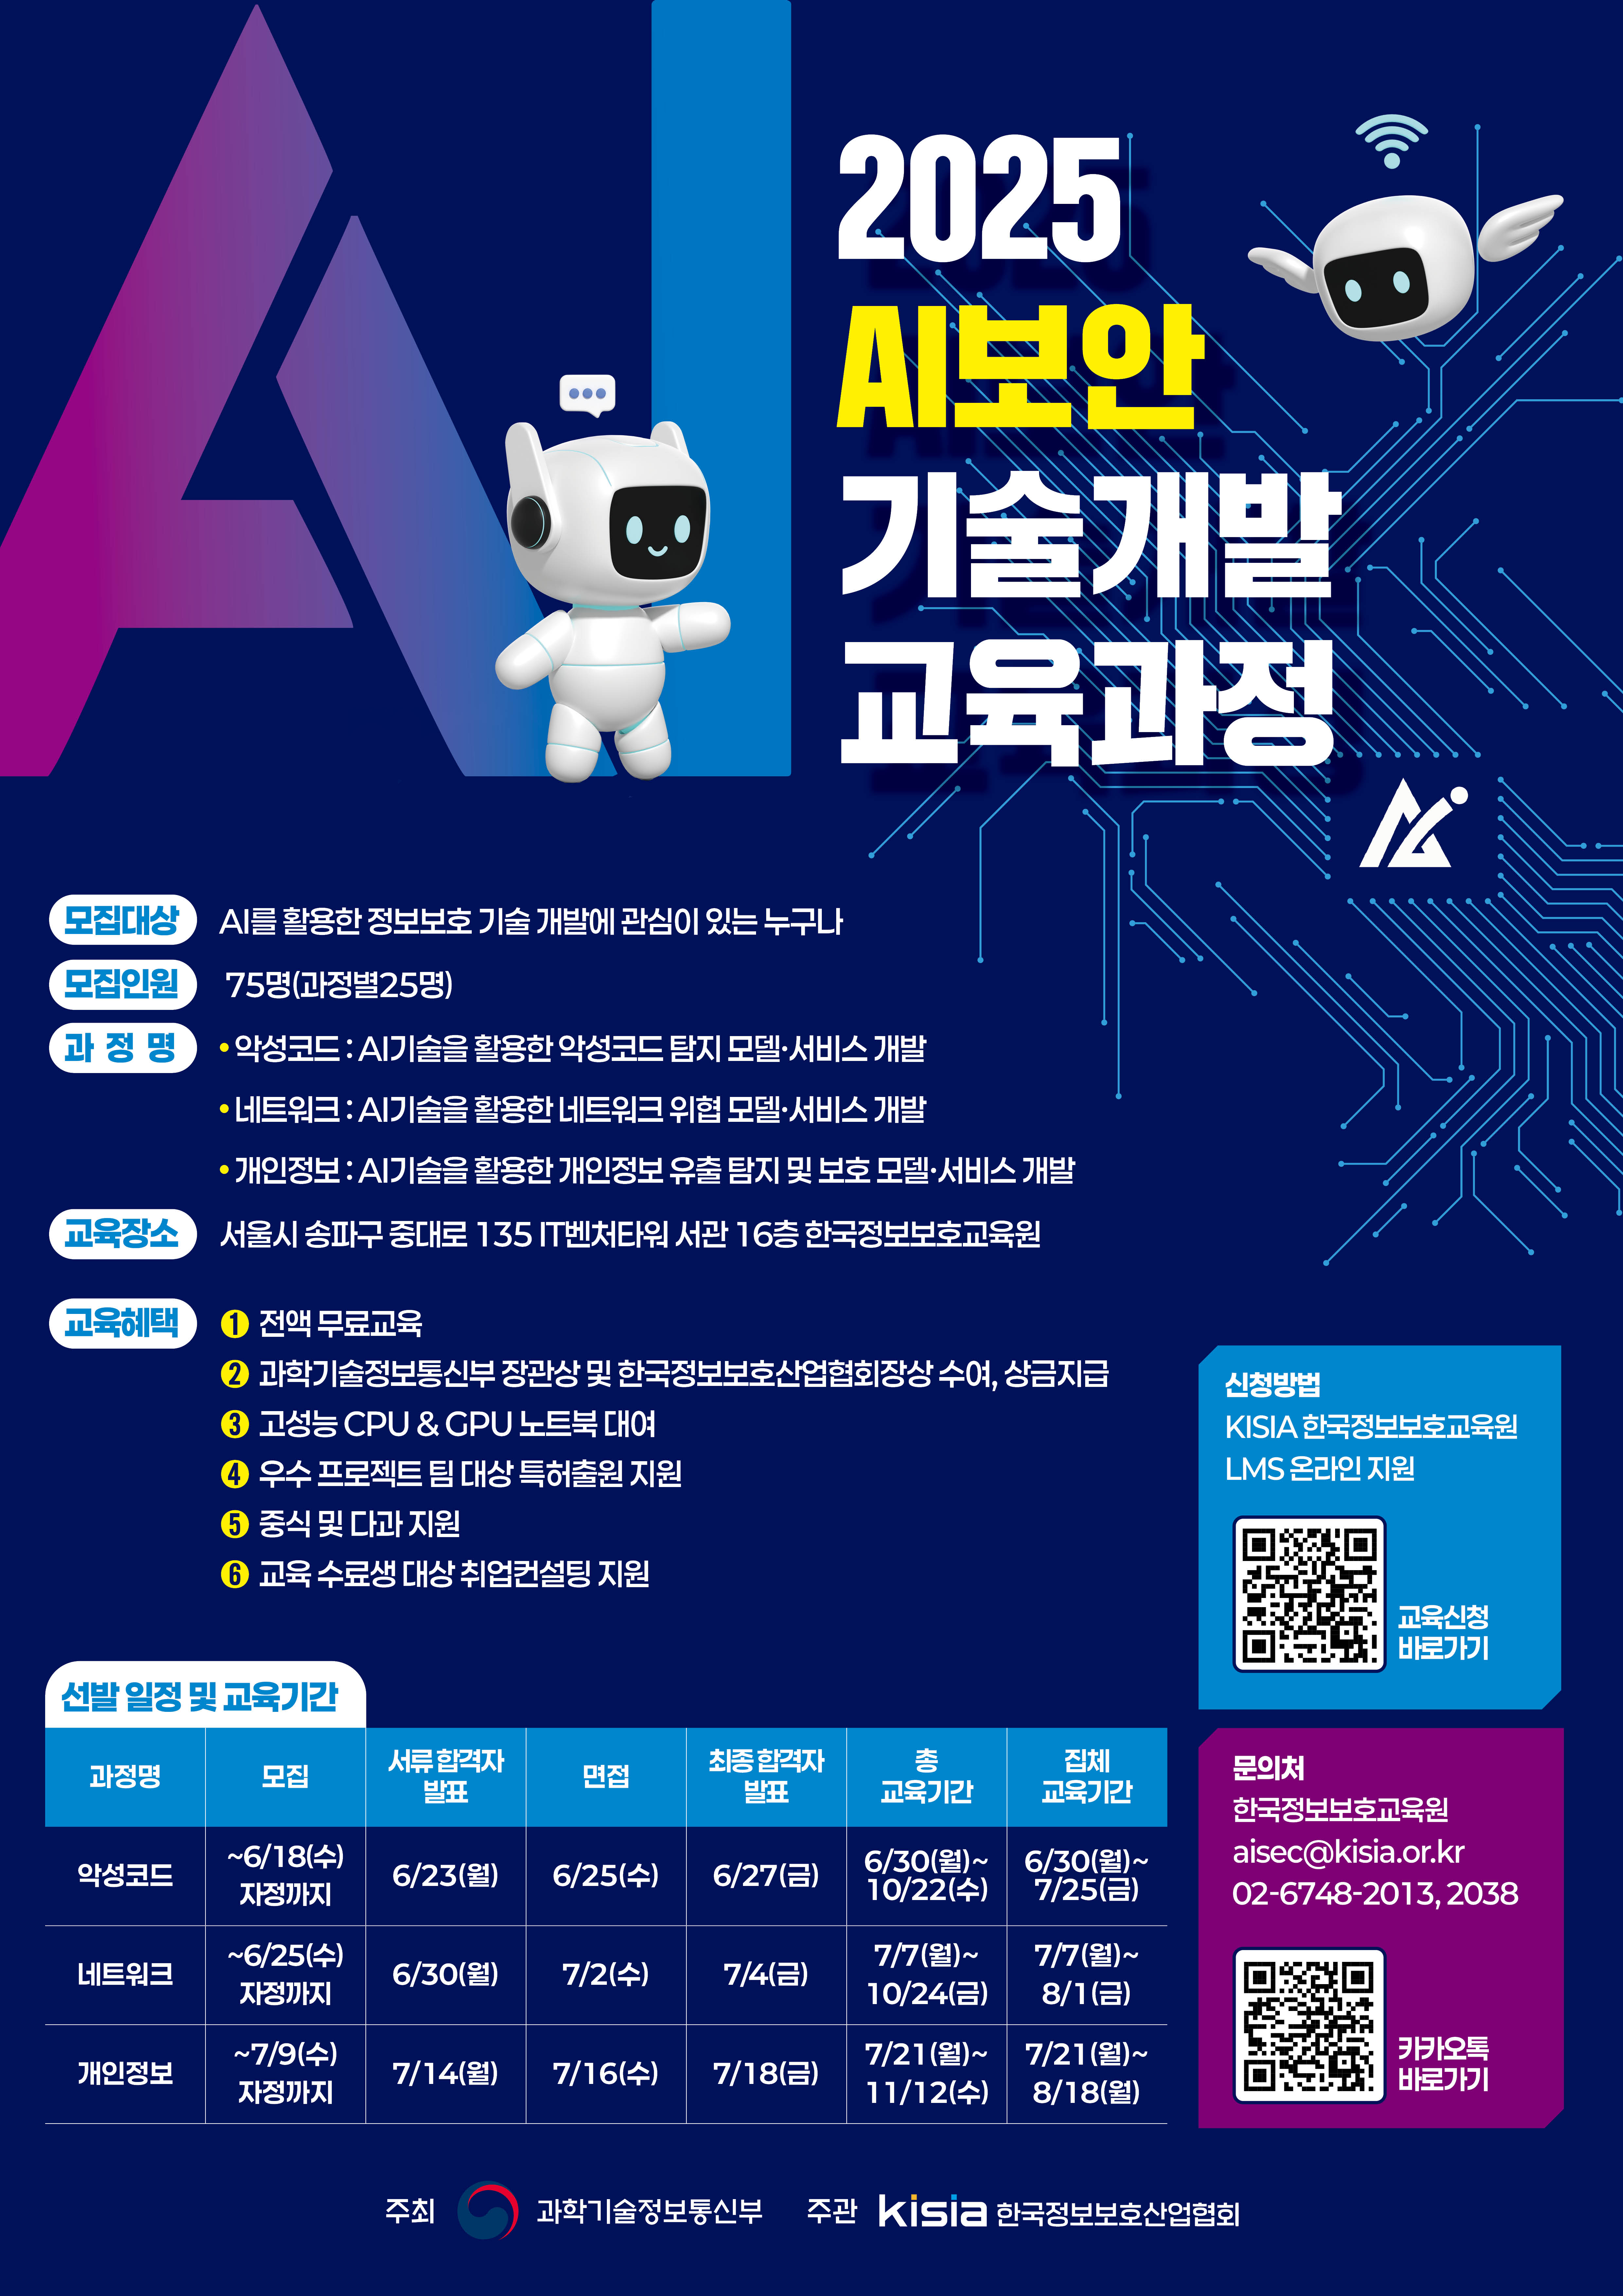 2025
AI보안
기술개발
교육과정
모집대상 AI를 활용한 정보보호 기술 개발에 관심이 있는 누구나
모집인원 75명(과정별25명)
과 정 명 • 악성코드 : AI기술을 활용한 악성코드 탐지 모델·서비스 개발
• 네트워크 : AI기술을 활용한 네트워크 위협 모델·서비스 개발
• 개인정보 : AI기술을 활용한 개인정보 유출 탐지 및 보호 모델·서비스 개발
교육장소 서울시 송파구 중대로 135 IT벤처타워 서관 16층 한국정보보호교육원
교육혜택 1 전액 무료교육
2 과학기술정보통신부 장관상 및 한국정보보호산업협회장상 수여, 상금지급
3 고성능 CPU & GPU 노트북 대여
4 우수 프로젝트 팀 대상 특허출원 지원
5 중식 및 다과 지원
6 교육 수료생 대상 취업컨설팅 지원
신청방법
KISIA 한국정보보호교육원
LMS 온라인 지원
교육신청
바로가기
선발 일정 및 교육기간
과정명 모집 서류 합격자 발표 면접 최종 합격자 발표 총 교육기간 집체 교육기간
악성코드 ~6/18(수) 자정까지 6/23(월) 6/25(수) 6/27(금) 6/30(월)~ 10/22(수) 6/30(월)~ 7/25(금)
네트워크 ~6/25(수) 자정까지 6/30(월) 7/2(수) 7/4(금) 7/7(월)~ 10/24(금) 7/7(월)~ 8/1(금)
개인정보 ~7/9(수) 자정까지 7/14(월) 7/16(수) 7/18(금) 7/21(월)~ 11/12(수) 7/21(월)~ 8/18(월)
문의처
한국정보보호교육원
aisec@kisia.or.kr
02-6748-2013, 2038
카카오톡
바로가기
주최 과학기술정보통신부 주관 kisia 한국정보보호산업협회